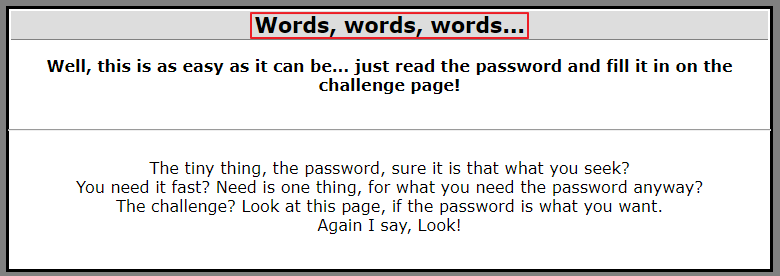 Words, words, words...
Well, this is as easy as it can be... just read the password and fill it in on the
challenge page!
The tiny thing, the password, sure it is that what you seek?
You need it fast? Need is one thing, for what you need the password anyway?
The challenge? Look at this page, if the password is what you want.
Again I say, Look!